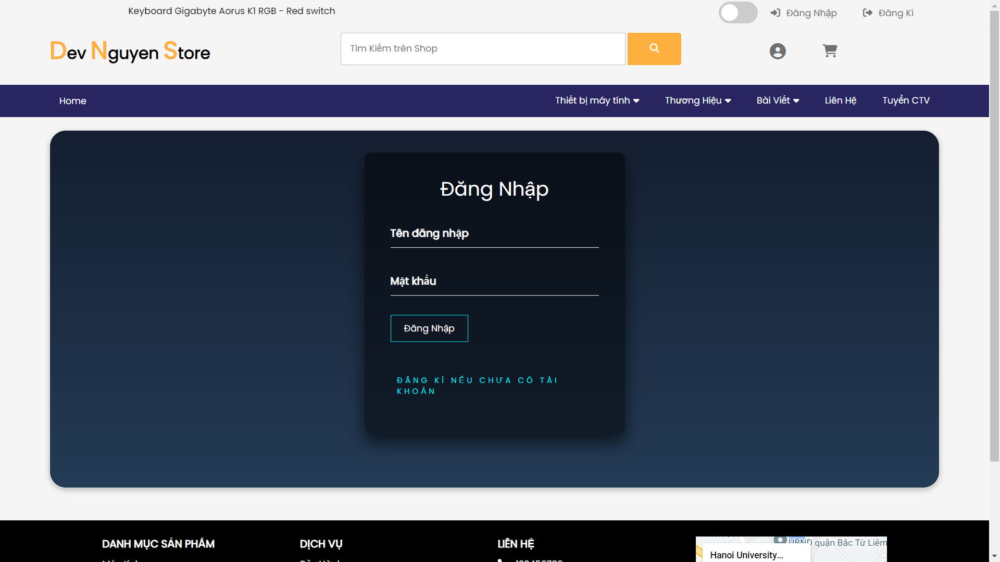 Keyboard Gigabyte Aorus K1 RGB - Red switch
Đăng Nhập
Đăng Kí
Dev Nguyen Store
Tìm Kiếm trên Shop
Home
Thiết bị máy tính
Thương Hiệu
Bài Viết
Liên Hệ
Tuyển CTV
Đăng Nhập
Tên đăng nhập
Mật khẩu
Đăng Nhập
ĐĂNG KÍ NẾU CHƯA CÓ TÀI
KHOẢN
DANH MỤC SẢN PHẨM
DỊCH VỤ
LIÊN HỆ
UBND quận Bắc Từ Liêm
Hanoi University...